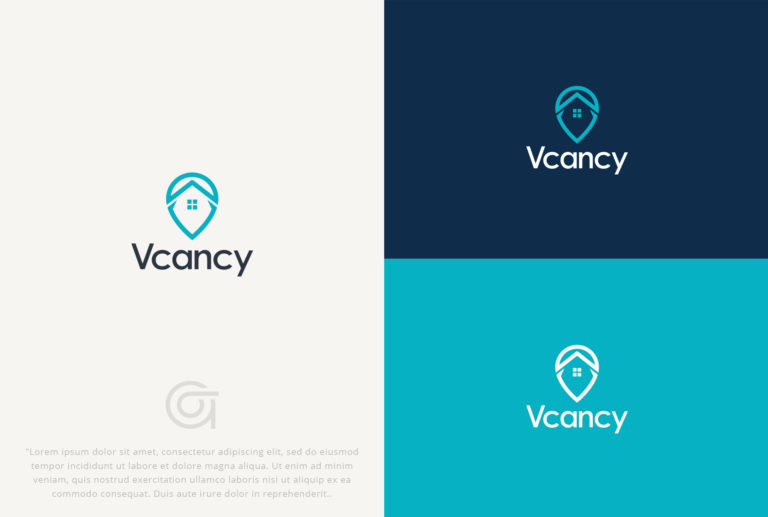 Vcancy
"Lorem ipsum dolor sit amet, consectetur adipiscing elit, sed do eiusmod
tempor incididunt ut labore et dolore magna aliqua. Ut enim ad minim
veniam, quis nostrud exercitation ullamco laboris nisi ut aliquip ex ea
commodo consequat. Duis aute irure dolor in reprehenderit..
Vcancy
Vcancy